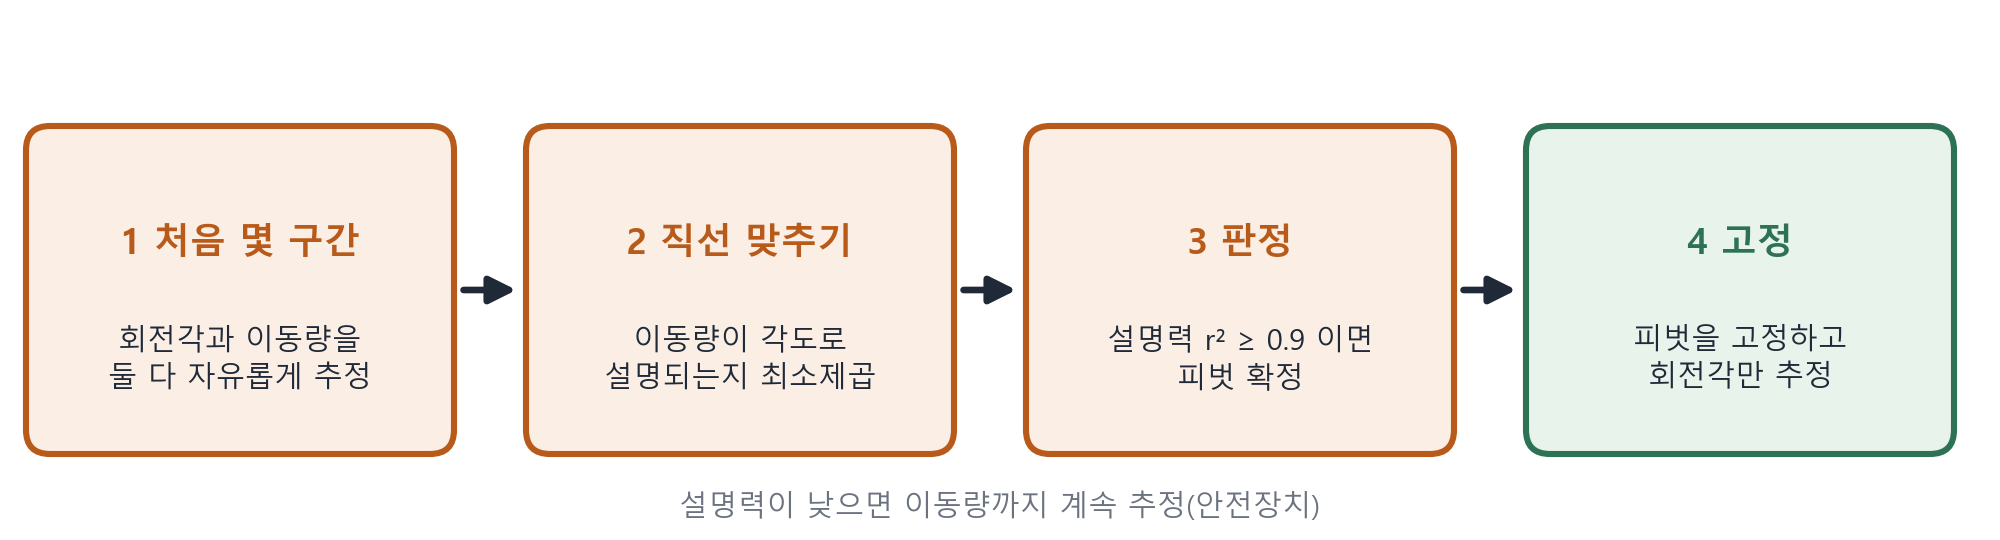 1 처음 몇 구간
회전각과 이동량을
둘 다 자유롭게 추정
2 직선 맞추기
이동량이 각도로
설명되는지 최소제곱
3 판정
설명력 r² ≥ 0.9 이면
피벗 확정
4 고정
피벗을 고정하고
회전각만 추정
설명력이 낮으면 이동량까지 계속 추정(안전장치)